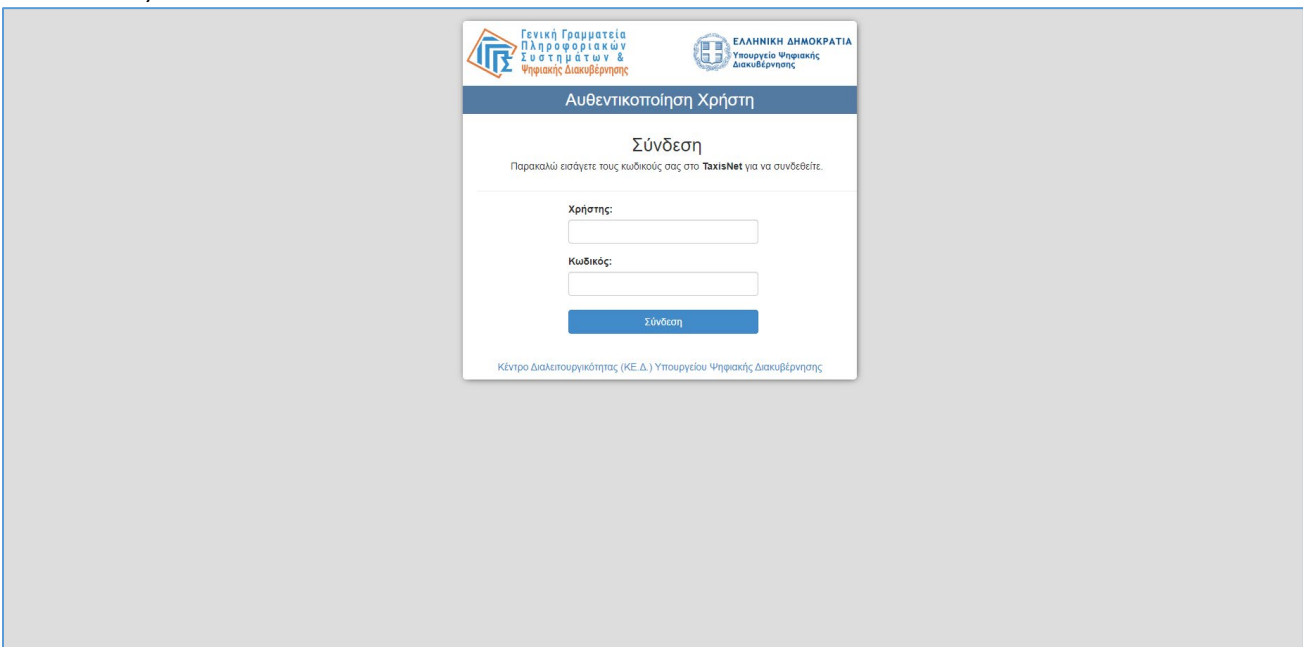 Γενική Γραμματεία
Πληροφοριακών
Συστημάτων &
Ψηφιακής Διακυβέρνησης
ΕΛΛΗΝΙΚΗ ΔΗΜΟΚΡΑΤΙΑ
Υπουργείο Ψηφιακής
Διακυβέρνησης
Αυθεντικοποίηση Χρήστη
Σύνδεση
Παρακαλώ εισάγετε τους κωδικούς σας στο TaxisNet για να συνδεθείτε.
Χρήστης:
Κωδικός:
Σύνδεση
Κέντρο Διαλειτουργικότητας (ΚΕ.Δ.) Υπουργείου Ψηφιακής Διακυβέρνησης